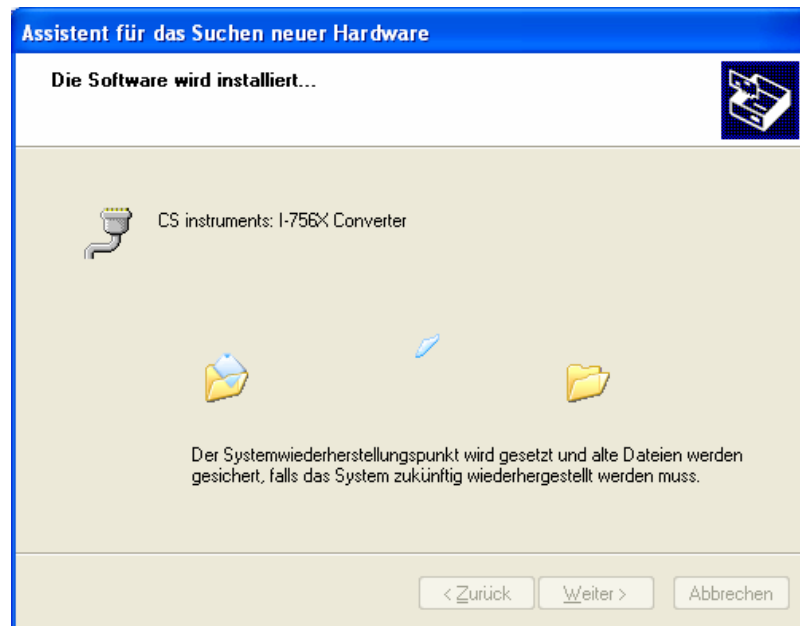 Assistent für das Suchen neuer Hardware
Die Software wird installiert...
CS instruments: I-756X Converter
Der Systemwiederherstellungspunkt wird gesetzt und alte Dateien werden
gesichert, falls das System zukünftig wiederhergestellt werden muss.
< Zurück
Weiter >
Abbrechen